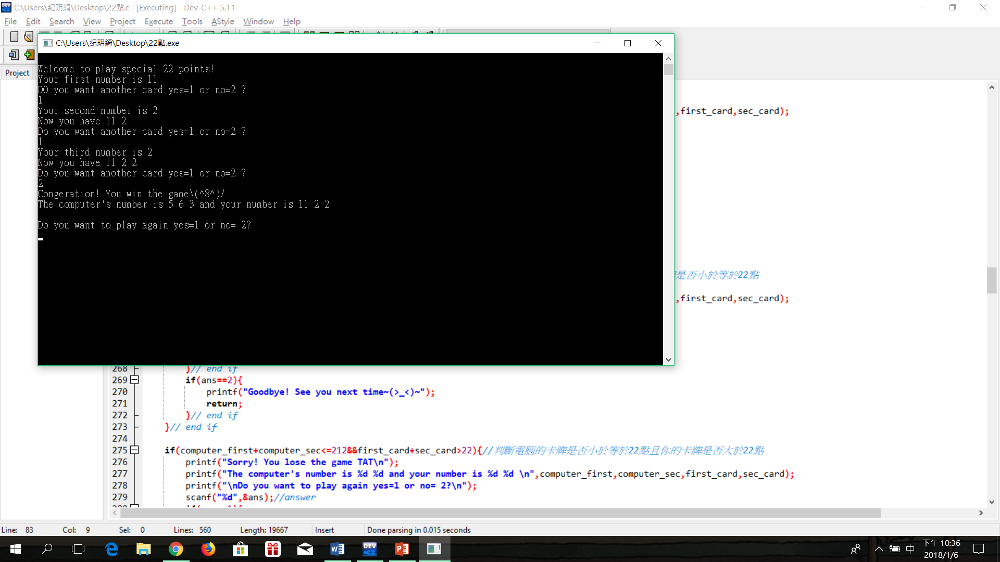 C:\Users\紀玥綺\Desktop\22點.c - [Executing] - Dev-C++ 5.11
File Edit Search View Project Execute Tools AStyle Window Help
C:\Users\紀玥綺\Desktop\22點.exe
Project
Welcome to play special 22 points!
Your first number is 11
DO you want another card yes=1 or no=2 ?
1
Your second number is 2
Now you have 11 2
Do you want another card yes=1 or no=2 ?
1
Your third number is 2
Now you have 11 2 2
Do you want another card yes=1 or no=2 ?
2
Congeration! You win the game\(^8^)/
The computer's number is 5 6 3 and your number is 11 2 2
Do you want to play again yes=1 or no= 2?
,first_card,sec_card);
是否小於等於22點
,first_card,sec_card);
268 }// end if
269 if(ans==2){
270 printf("Goodbye! See you next time~(>_<)~");
271 return;
272 }// end if
273 }// end if
274
275 if(computer_first+computer_sec<=212&&first_card+sec_card>22){//判斷電腦的卡牌是否小於等於22點且你的卡牌是否大於22點
276 printf("Sorry! You lose the game TAT\n");
277 printf("The computer's number is %d %d and your number is %d %d \n",computer_first,computer_sec,first_card,sec_card);
278 printf("\nDo you want to play again yes=1 or no= 2?\n");
279 scanf("%d",&ans);//answer
Line: 83 Col: 9 Sel: 0 Lines: 560 Length: 19667 Insert Done parsing in 0.015 seconds
中
下午 10:36
2018/1/6